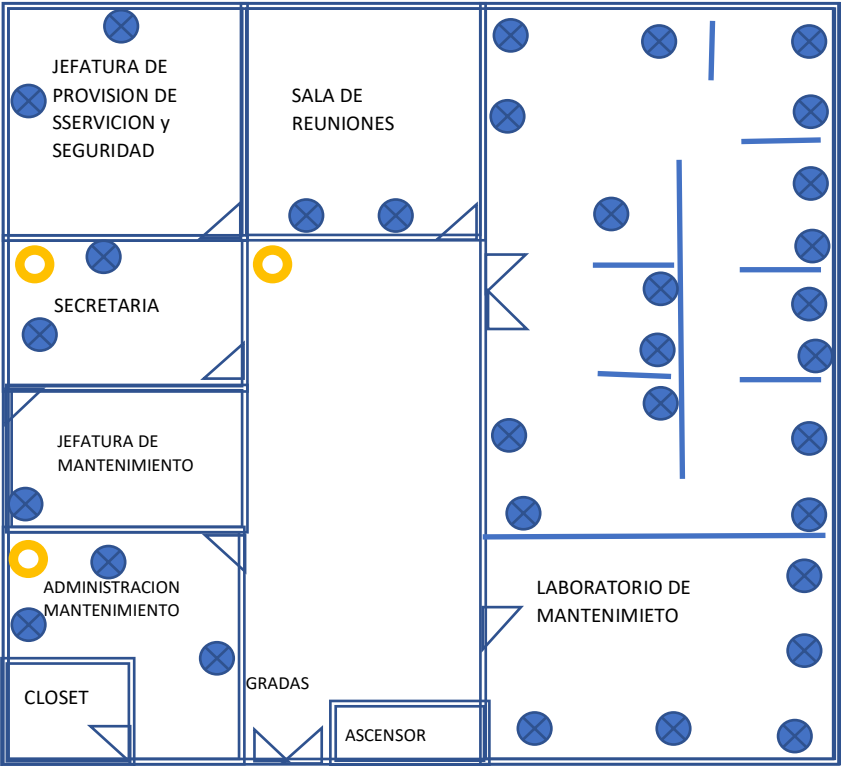 JEFATURA DE
PROVISION DE
SSERVICION y
SEGURIDAD
SALA DE
REUNIONES
SECRETARIA
JEFATURA DE
MANTENIMIENTO
ADMINISTRACION
MANTENIMIENTO
LABORATORIO DE
MANTENIMIETO
CLOSET
GRADAS
ASCENSOR